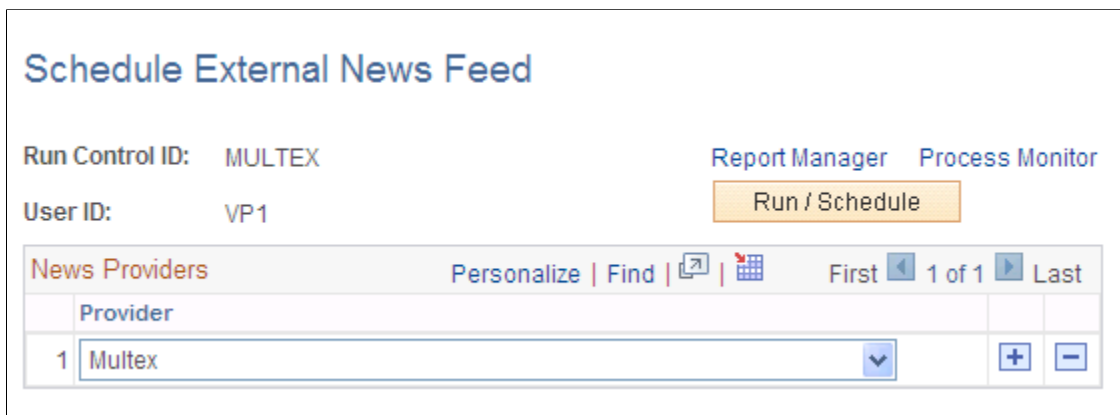 Schedule External News Feed
Run Control ID: MULTEX Report Manager Process Monitor
User ID: VP1 Run / Schedule
News Providers Personalize | Find | | First 1 of 1 Last
Provider
1 Multex